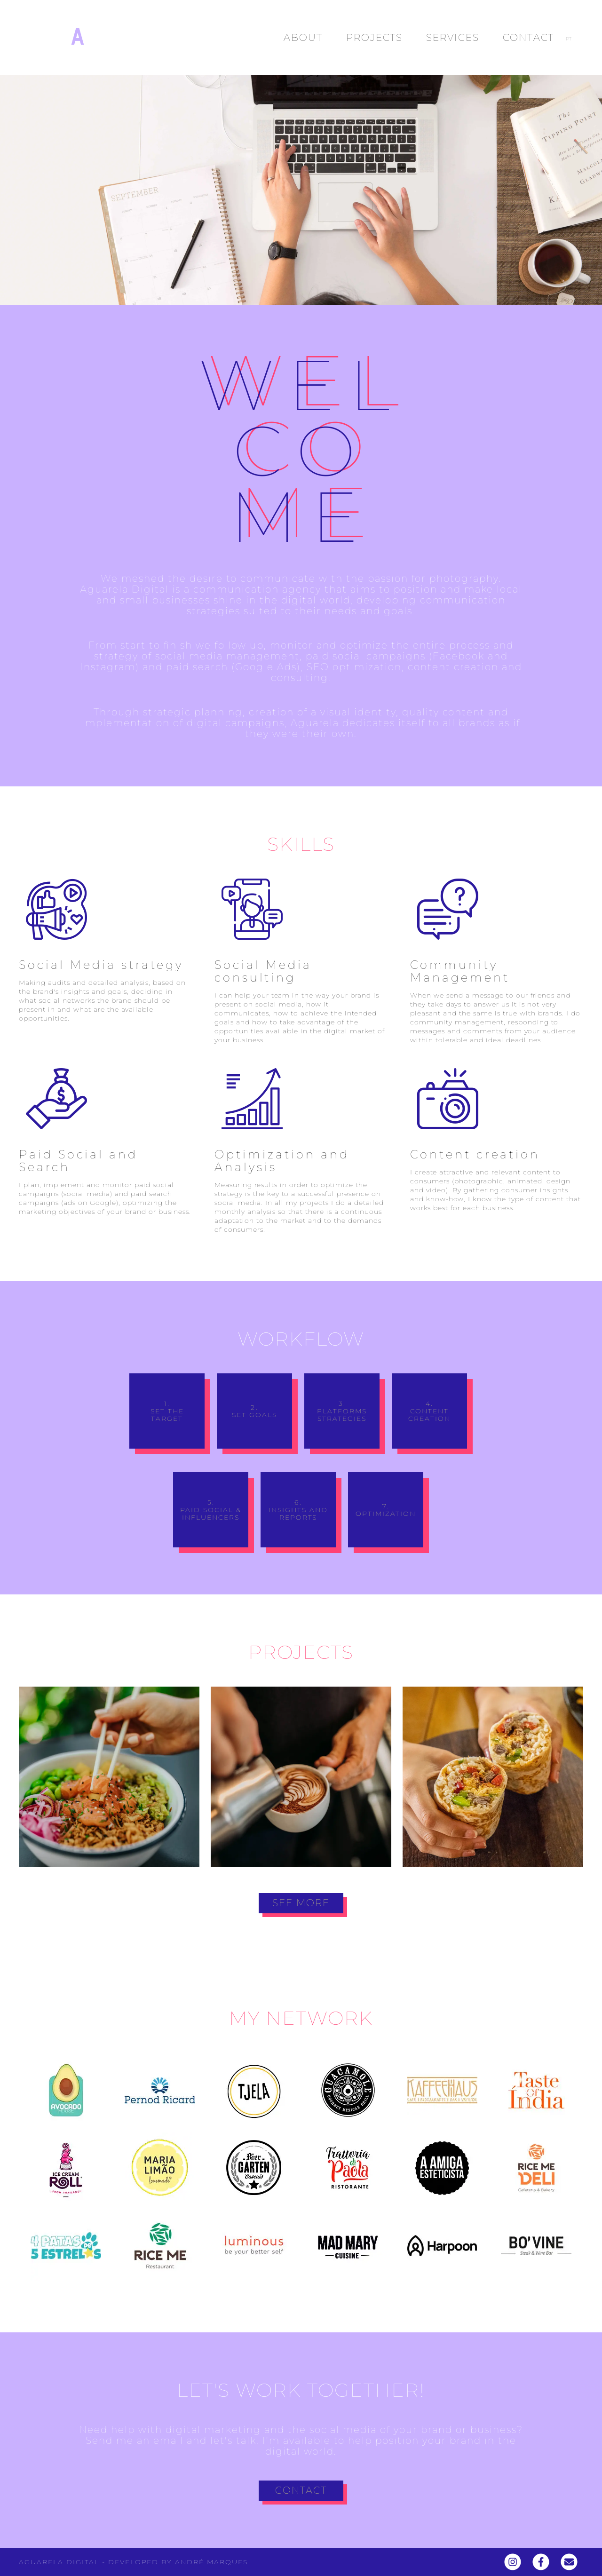 A
ABOUT
PROJECTS
SERVICES
CONTACT
SEPTEMBER
The
TIPPING
POINT
GLADWELL
WEL
CO
ME
We meshed the desire to communicate with the passion for photography.
Aguarela Digital is a communication agency that aims to position and make local
and small businesses shine in the digital world, developing communication
strategies suited to their needs and goals.
From start to finish we follow up, monitor and optimize the entire process and
strategy of social media management, paid social campaigns (Facebook and
Instagram) and paid search (Google Ads), SEO optimization, content creation and
consulting.
Through strategic planning, creation of a visual identity, quality content and
implementation of digital campaigns, Aguarela dedicates itself to all brands as if
they were their own.
SKILLS
Social Media strategy
Making audits and detailed analysis, based on
the brand's insights and goals, deciding in
what social networks the brand should be
present in and what are the available
opportunities.
Social Media
consulting
I can help your team in the way your brand is
present on social media, how it
communicates, how to achieve the intended
goals and how to take advantage of the
opportunities available in the digital market of
your business.
Community
Management
When we send a message to our friends and
they take days to answer us it is not very
pleasant and the same is true with brands. I do
community management, responding to
messages and comments from your audience
within tolerable and ideal deadlines.
Paid Social and
Search
I plan, implement and monitor paid social
campaigns (social media) and paid search
campaigns (ads on Google), optimizing the
marketing objectives of your brand or business.
Optimization and
Analysis
Measuring results in order to optimize the
strategy is the key to a successful presence on
social media. In all my projects I do a detailed
monthly analysis so that there is a continuous
adaptation to the market and to the demands
of consumers.
Content creation
I create attractive and relevant content to
consumers (photographic, animated, design
and video). By gathering consumer insights
and know-how, I know the type of content that
works best for each business.
WORKFLOW
1.
SET THE
TARGET
2.
SET GOALS
3.
PLATFORMS
STRATEGIES
4.
CONTENT
CREATION
5.
PAID SOCIAL &
INFLUENCERS
6.
INSIGHTS AND
REPORTS
7.
OPTIMIZATION
PROJECTS
SEE MORE
MY NETWORK
AVOCADO
Pernod Ricard
TJELA
GUACAMOLE
GOURMET MEXICAN GRILL
KAFFEEHAUS
Taste
of
India
ICE CREAM
ROLL
MARIA
LIMÃO
limonada
Bier
GARTEN
Trattoria
di
Paola
RISTORANTE
A AMIGA
ESTETICISTA
RICE ME
DELI
Cafeteria & Bakery
4 PATAS
5 ESTRELAS
RICE ME
Restaurant
luminous
be your better self
MAD MARY
CUISINE
Harpoon
BO'VINE
Steak & Wine Bar
LET'S WORK TOGETHER!
Need help with digital marketing and the social media of your brand or business?
Send me an email and let's talk. I'm available to help position your brand in the
digital world.
CONTACT
AGUARELA DIGITAL - DEVELOPED BY ANDRÉ MARQUES